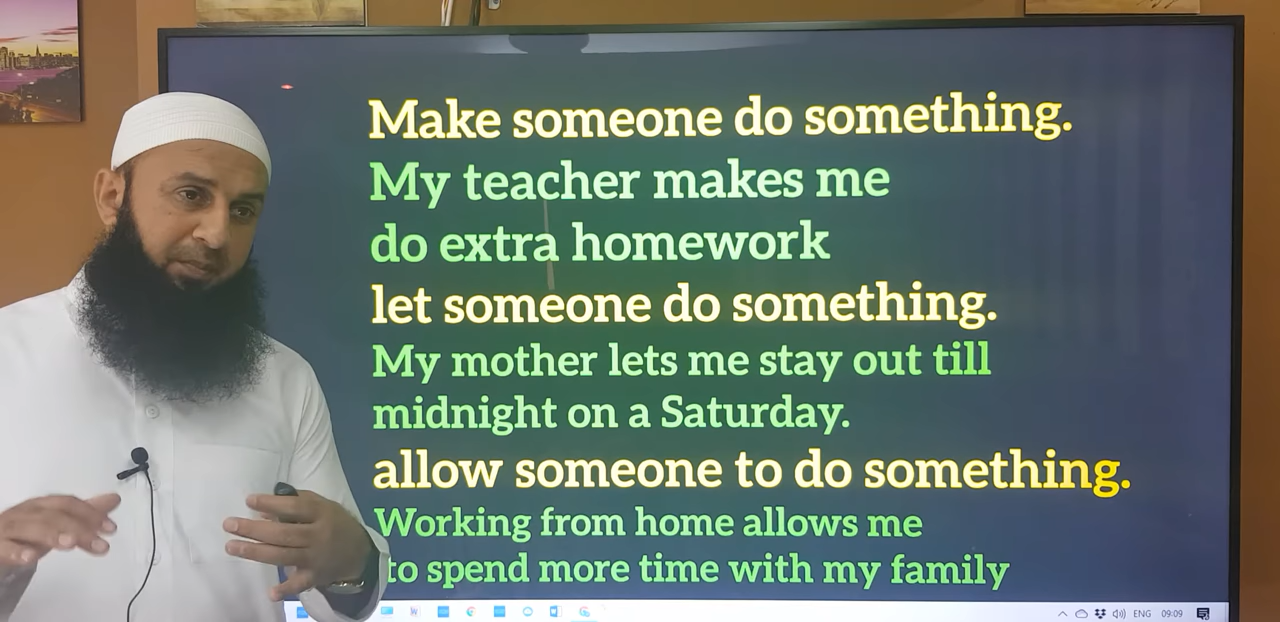 Make someone do something.
My teacher makes me
do extra homework
let someone do something.
My mother lets me stay out till
midnight on a Saturday.
allow someone to do something.
Working from home allows me
to spend more time with my family
ENG 09:09